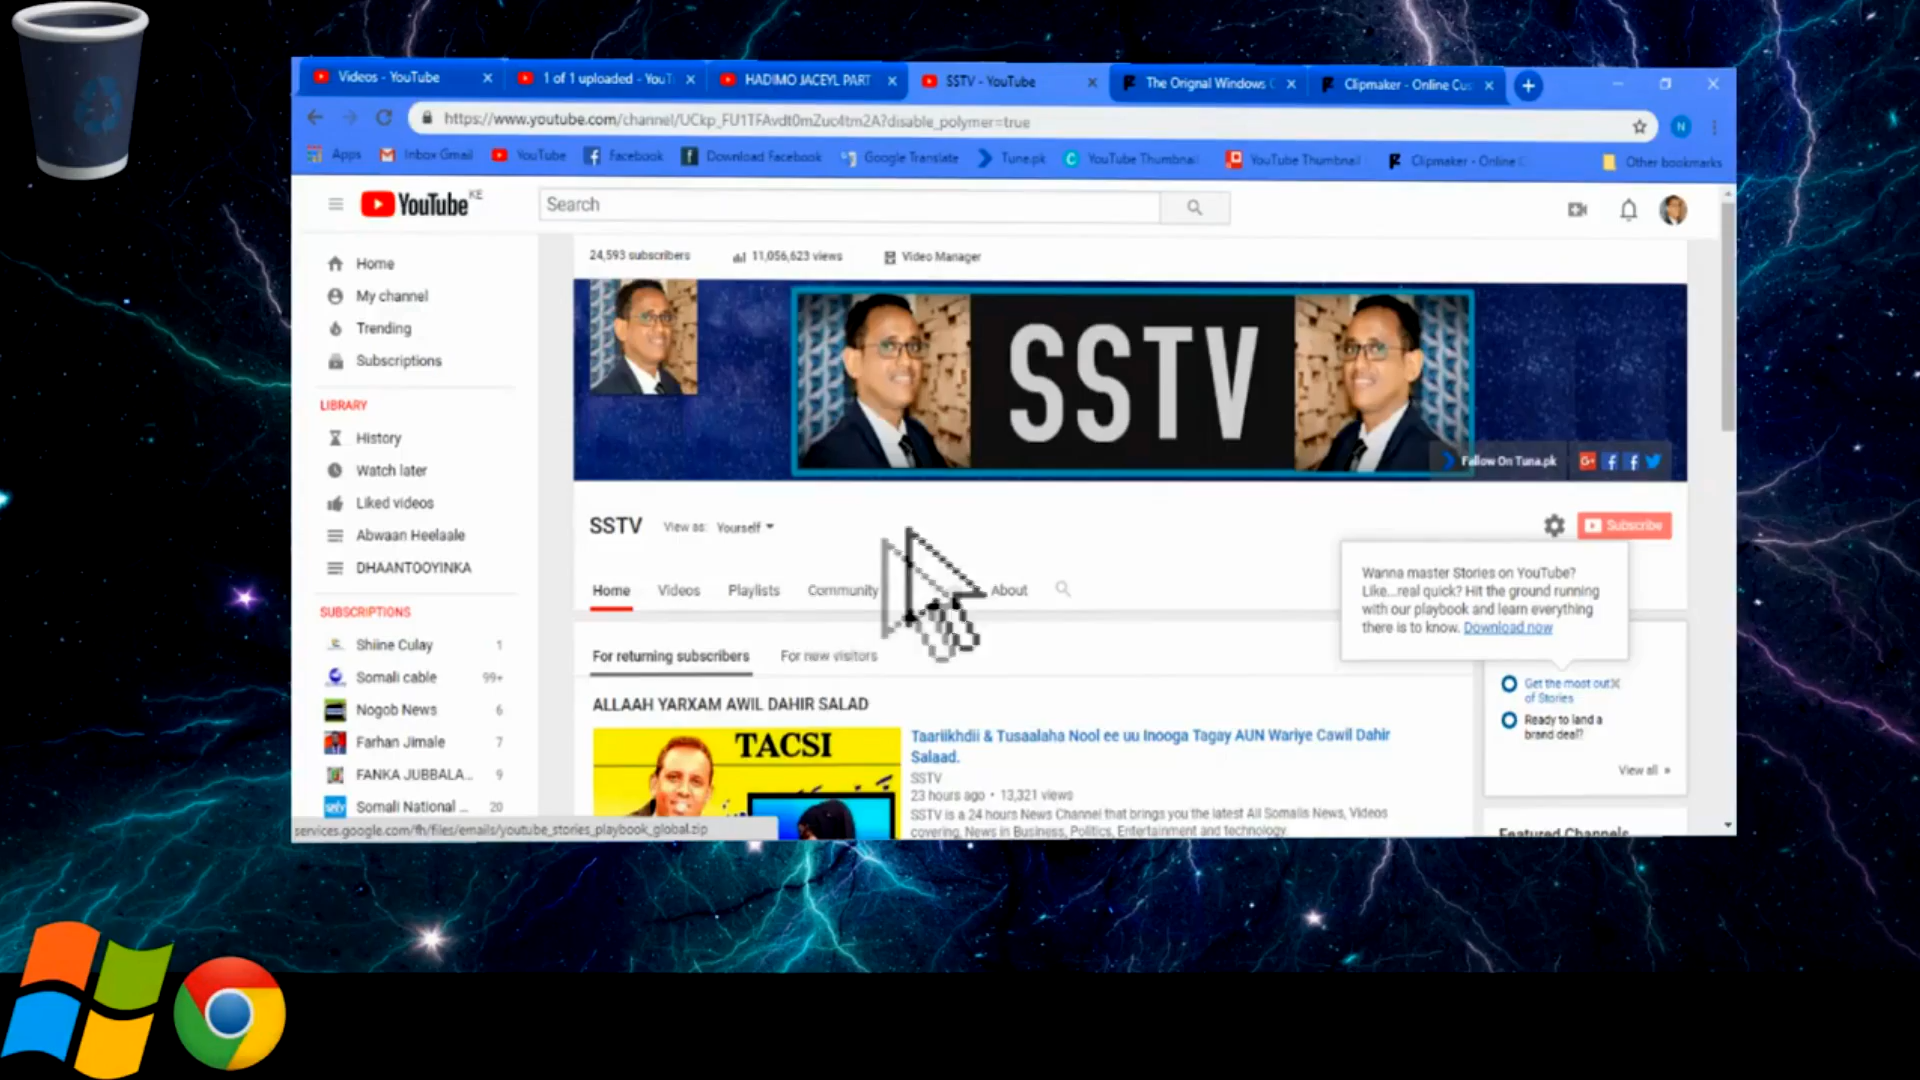 Videos - YouTube
1 of 1 uploaded - YouT
HADIMO JACEYL PART
SSTV - YouTube
The Orignal Windows
Clipmaker - Online Cus
https://www.youtube.com/channel/UCkp_FU1TFAvdt0mZuc4tm2A?disable_polymer=true
N
Apps
Inbox Gmail
YouTube
Facebook
Download Facebook
Google Translate
Tune.pk
YouTube Thumbnai
YouTube Thumbnail
Clipmaker - Online
Other bookmarks
YouTube KE
Search
24,593 subscribers
11,056,623 views
Video Manager
Home
My channel
Trending
Subscriptions
LIBRARY
History
Watch later
Liked videos
Abwaan Heelaale
DHAANTOOYINKA
SUBSCRIPTIONS
Shiine Culay 1
Somali cable 99+
Nogob News 6
Farhan Jimale 7
FANKA JUBBALA... 9
Somali National ... 20
SSTV
Fallow On Tuna.pk
SSTV
View as: Yourself
Subscribe
Home
Videos
Playlists
Community
About
Wanna master Stories on YouTube?
Like...real quick? Hit the ground running
with our playbook and learn everything
there is to know. Download now
For returning subscribers
For new visitors
Get the most out
of Stories
Ready to land a
brand deal?
View all »
ALLAAH YARXAM AWIL DAHIR SALAD
TACSI
Taariikhdii & Tusaalaha Nool ee uu Inooga Tagay AUN Wariye Cawil Dahir
Salaad.
SSTV
23 hours ago • 13,321 views
SSTV is a 24 hours News Channel that brings you the latest All Somalis News, Videos
covering, News in Business, Politics, Entertainment and technology
Featured Channels
services.google.com/fh/files/emails/youtube_stories_playbook_global.zip